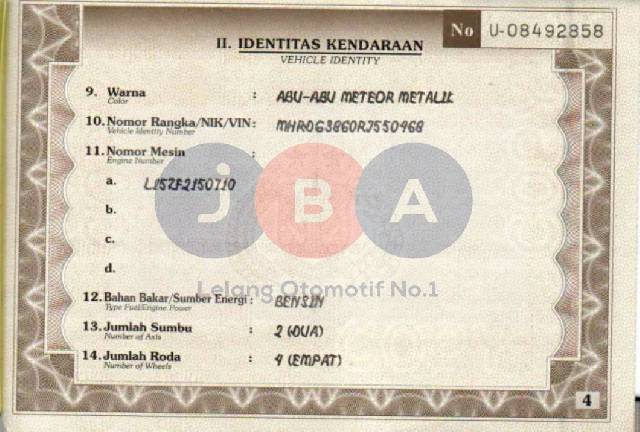 No U-08492858
II. IDENTITAS KENDARAAN
VEHICLE IDENTITY
9. Warna : ABU-ABU METEOR METALIK
Color
10. Nomor Rangka/NIK/VIN: MHRDG3860RJ550468
Vehicle Identity Number
11. Nomor Mesin :
Engine Number
a. L15ZF2150710
b.
c.
d.
JBA
Lelang Otomotif No.1
12. Bahan Bakar/Sumber Energi : BENSIN
Type Fuel/Engine Power
13. Jumlah Sumbu : 2 (DUA)
Number of Axis
14. Jumlah Roda : 4 (EMPAT)
Number of Wheels
4